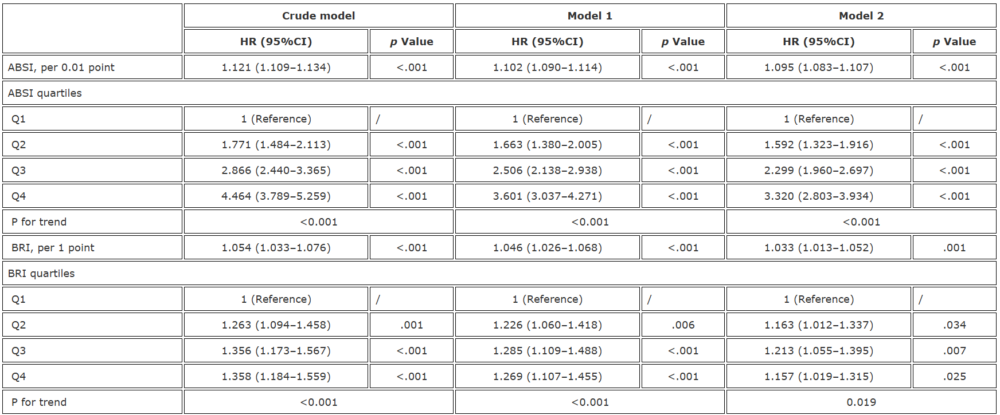 Crude model Model 1 Model 2
HR (95%CI) p Value HR (95%CI) p Value HR (95%CI) p Value
ABSI, per 0.01 point 1.121 (1.109–1.134) <.001 1.102 (1.090–1.114) <.001 1.095 (1.083–1.107) <.001
ABSI quartiles
Q1 1 (Reference) / 1 (Reference) / 1 (Reference) /
Q2 1.771 (1.484–2.113) <.001 1.663 (1.380–2.005) <.001 1.592 (1.323–1.916) <.001
Q3 2.866 (2.440–3.365) <.001 2.506 (2.138–2.938) <.001 2.299 (1.960–2.697) <.001
Q4 4.464 (3.789–5.259) <.001 3.601 (3.037–4.271) <.001 3.320 (2.803–3.934) <.001
P for trend <0.001 <0.001 <0.001
BRI, per 1 point 1.054 (1.033–1.076) <.001 1.046 (1.026–1.068) <.001 1.033 (1.013–1.052) .001
BRI quartiles
Q1 1 (Reference) / 1 (Reference) / 1 (Reference) /
Q2 1.263 (1.094–1.458) .001 1.226 (1.060–1.418) .006 1.163 (1.012–1.337) .034
Q3 1.356 (1.173–1.567) <.001 1.285 (1.109–1.488) <.001 1.213 (1.055–1.395) .007
Q4 1.358 (1.184–1.559) <.001 1.269 (1.107–1.455) <.001 1.157 (1.019–1.315) .025
P for trend <0.001 <0.001 0.019